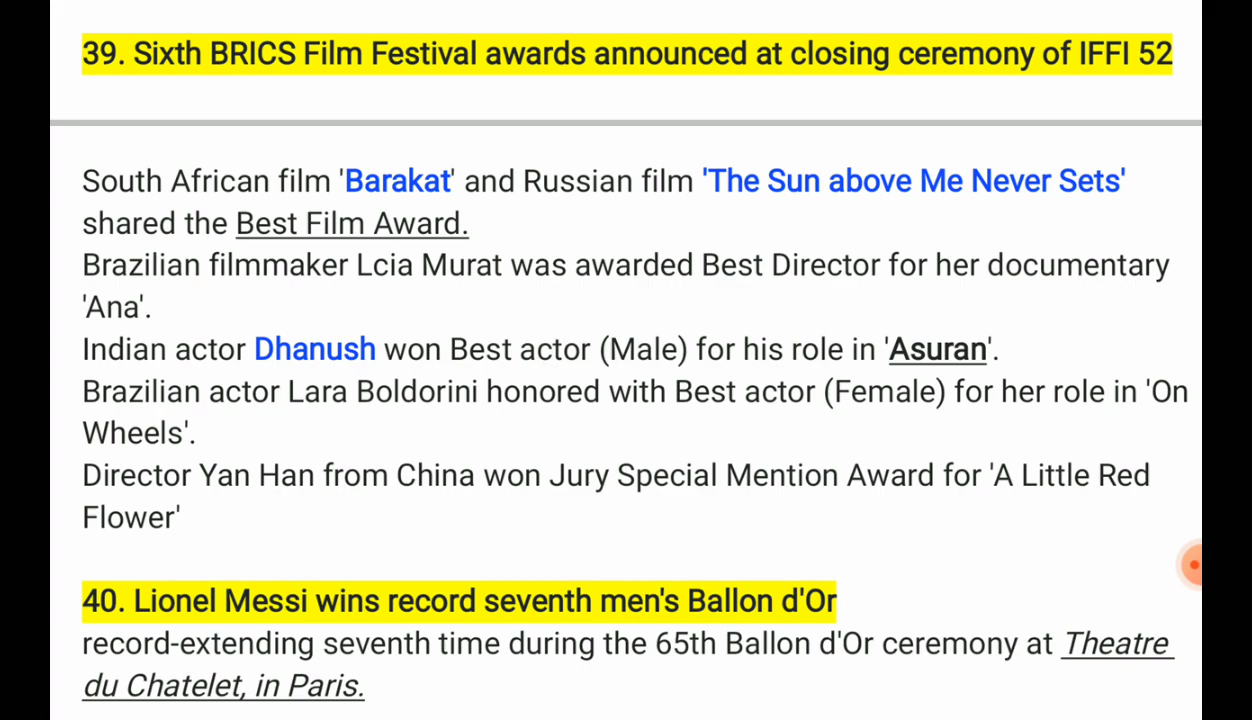 39. Sixth BRICS Film Festival awards announced at closing ceremony of IFFI 52
South African film 'Barakat' and Russian film 'The Sun above Me Never Sets'
shared the Best Film Award.
Brazilian filmmaker Lcia Murat was awarded Best Director for her documentary
'Ana'.
Indian actor Dhanush won Best actor (Male) for his role in 'Asuran'.
Brazilian actor Lara Boldorini honored with Best actor (Female) for her role in 'On
Wheels'.
Director Yan Han from China won Jury Special Mention Award for 'A Little Red
Flower'
40. Lionel Messi wins record seventh men's Ballon d'Or
record-extending seventh time during the 65th Ballon d'Or ceremony at Theatre
du Chatelet, in Paris.